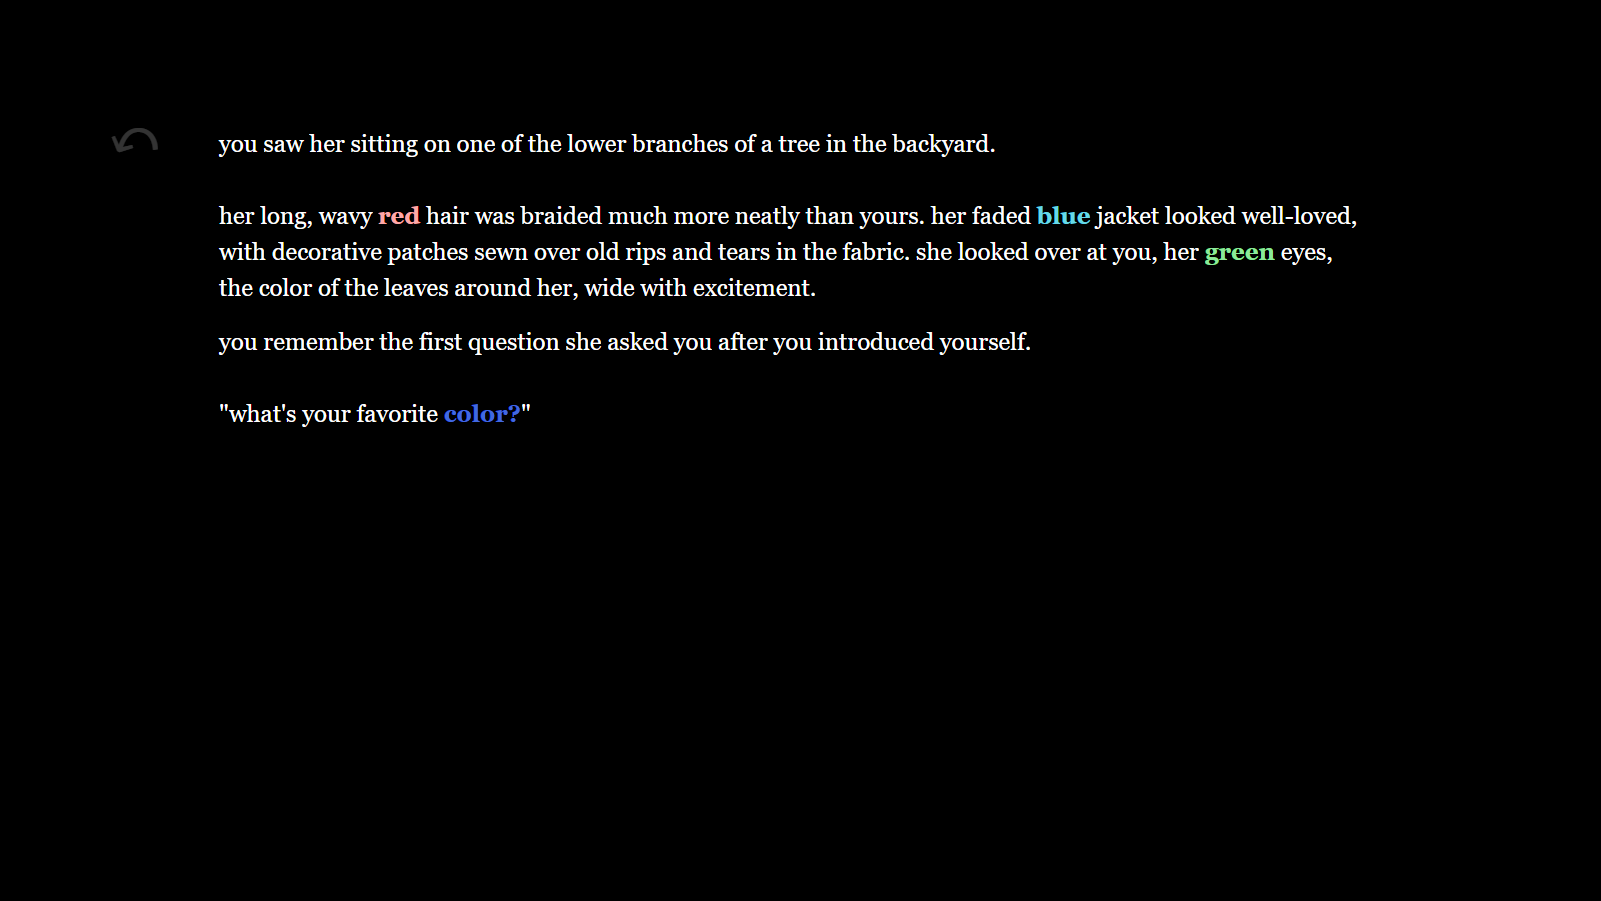 you saw her sitting on one of the lower branches of a tree in the backyard.
her long, wavy red hair was braided much more neatly than yours. her faded blue jacket looked well-loved,
with decorative patches sewn over old rips and tears in the fabric. she looked over at you, her green eyes,
the color of the leaves around her, wide with excitement.
you remember the first question she asked you after you introduced yourself.
"what's your favorite color?"